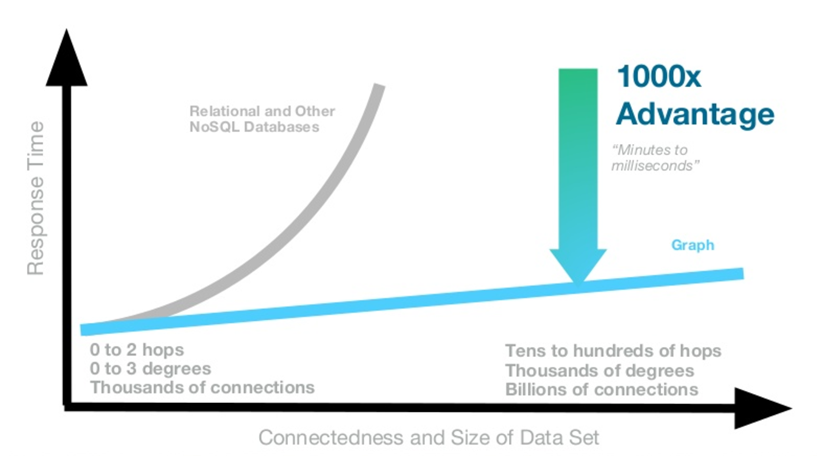 1000x
Advantage
Relational and Other
NoSQL Databases
“Minutes to
milliseconds”
Response Time
Graph
0 to 2 hops
0 to 3 degrees
Thousands of connections
Tens to hundreds of hops
Thousands of degrees
Billions of connections
Connectedness and Size of Data Set